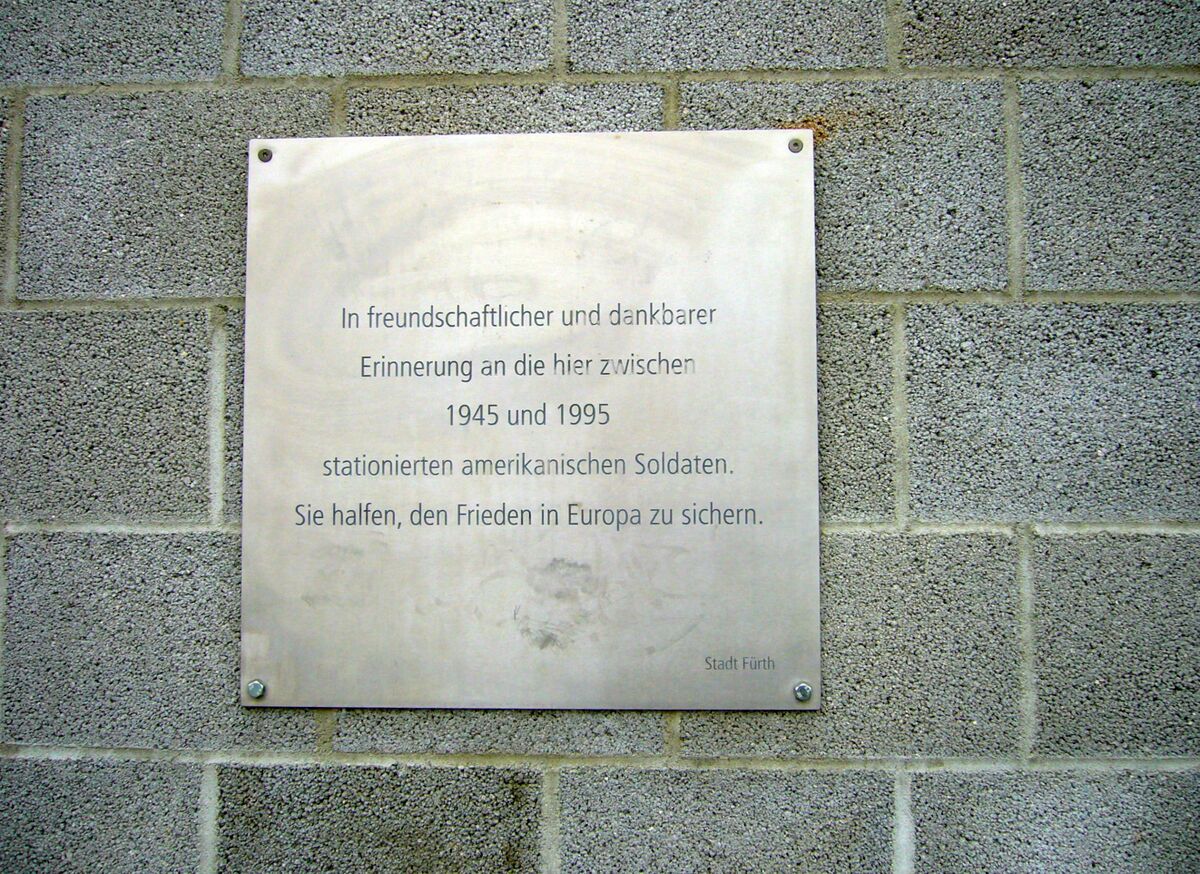 In freundschaftlicher und dankbarer
Erinnerung an die hier zwischen
1945 und 1995
stationierten amerikanischen Soldaten.
Sie halfen, den Frieden in Europa zu sichern.
Stadt Fürth